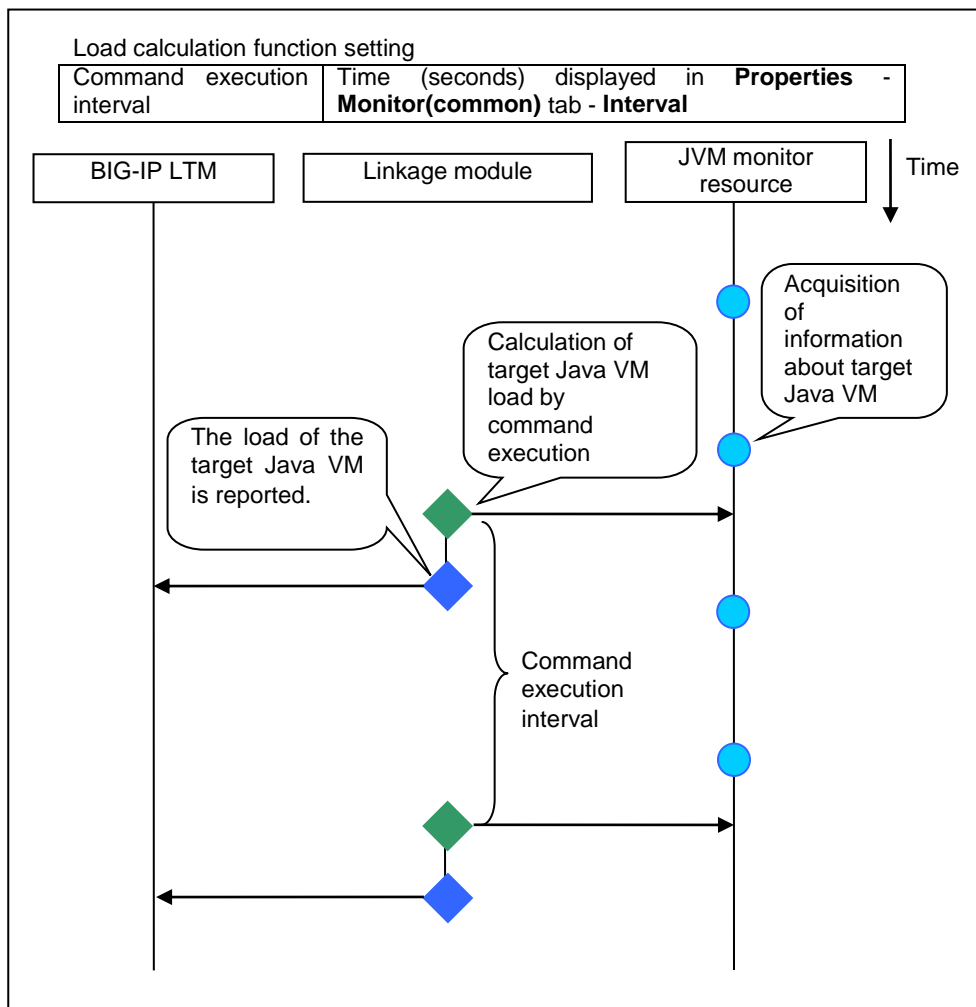 Load calculation function setting
Command execution
interval
Time (seconds) displayed in Properties -
Monitor(common) tab - Interval
BIG-IP LTM
Linkage module
JVM monitor
resource
Time
Acquisition
of
information
about target
Java VM
Calculation of
target Java VM
load by
command
execution
The load of the
target Java VM
is reported.
Command
execution
interval